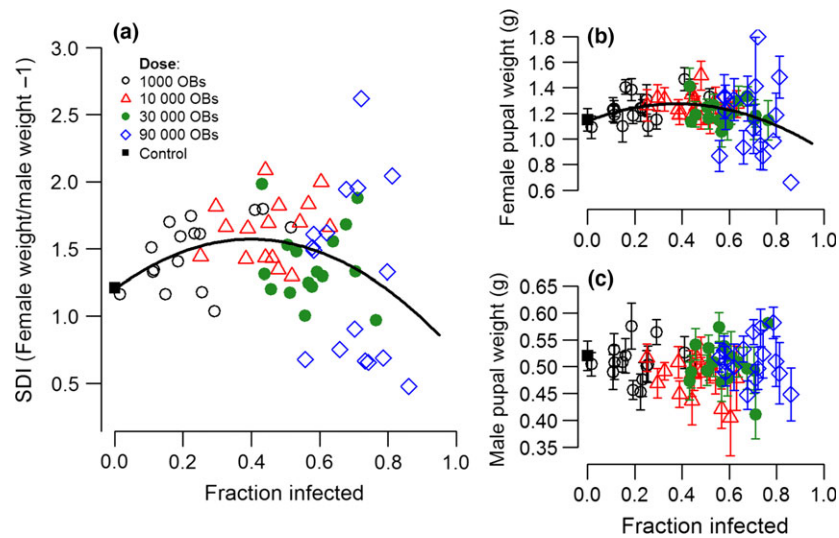 (a)
SDI (Female weight/male weight −1)
3.0
2.5
2.0
1.5
1.0
0.5
Dose:
1000 OBs
10 000 OBs
30 000 OBs
90 000 OBs
Control
0.0 0.2 0.4 0.6 0.8 1.0
Fraction infected
(b)
Female pupal weight (g)
1.8
1.6
1.4
1.2
1.0
0.8
0.6
0.0 0.2 0.4 0.6 0.8 1.0
(c)
Male pupal weight (g)
0.65
0.60
0.55
0.50
0.45
0.40
0.35
0.0 0.2 0.4 0.6 0.8 1.0
Fraction infected